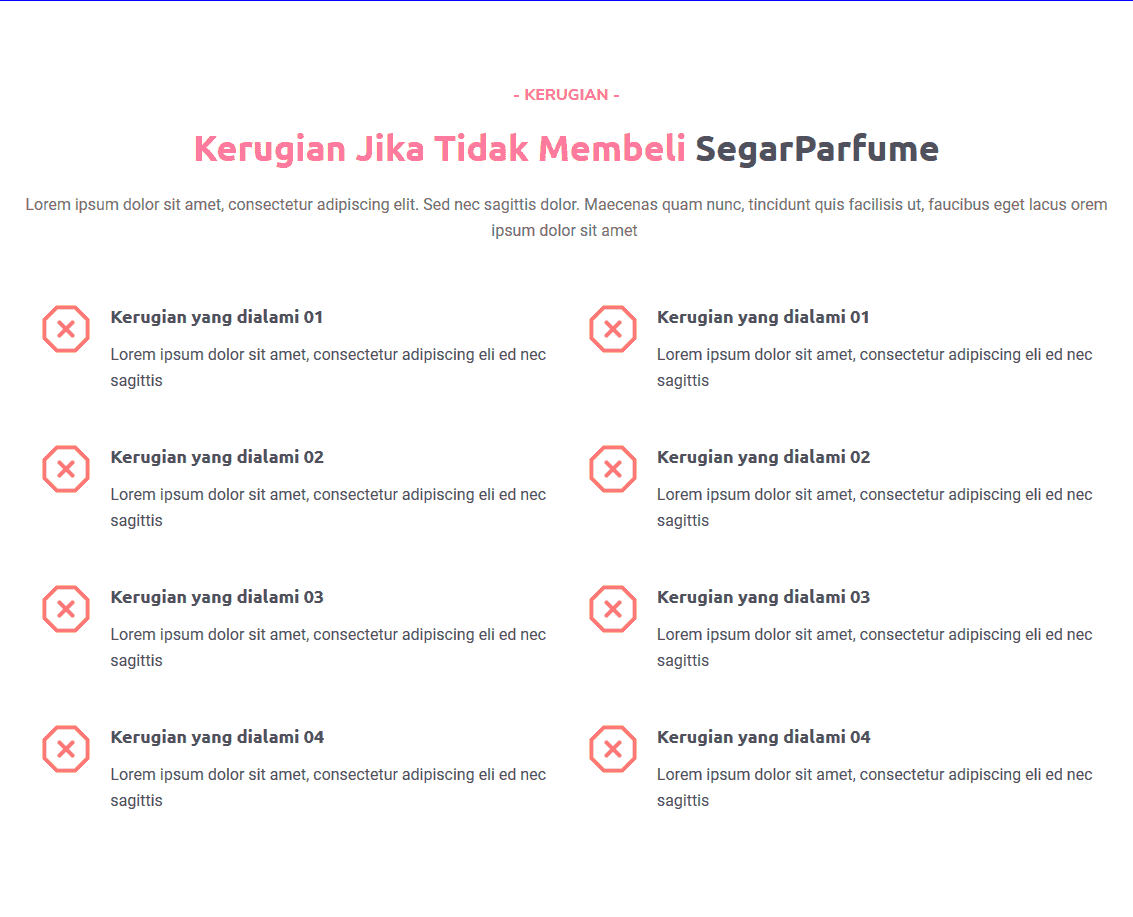 - KERUGIAN -
Kerugian Jika Tidak Membeli SegarParfume
Lorem ipsum dolor sit amet, consectetur adipiscing elit. Sed nec sagittis dolor. Maecenas quam nunc, tincidunt quis facilisis ut, faucibus eget lacus orem
ipsum dolor sit amet
Kerugian yang dialami 01
Lorem ipsum dolor sit amet, consectetur adipiscing eli ed nec
sagittis
Kerugian yang dialami 02
Lorem ipsum dolor sit amet, consectetur adipiscing eli ed nec
sagittis
Kerugian yang dialami 03
Lorem ipsum dolor sit amet, consectetur adipiscing eli ed nec
sagittis
Kerugian yang dialami 04
Lorem ipsum dolor sit amet, consectetur adipiscing eli ed nec
sagittis
Kerugian yang dialami 01
Lorem ipsum dolor sit amet, consectetur adipiscing eli ed nec
sagittis
Kerugian yang dialami 02
Lorem ipsum dolor sit amet, consectetur adipiscing eli ed nec
sagittis
Kerugian yang dialami 03
Lorem ipsum dolor sit amet, consectetur adipiscing eli ed nec
sagittis
Kerugian yang dialami 04
Lorem ipsum dolor sit amet, consectetur adipiscing eli ed nec
sagittis